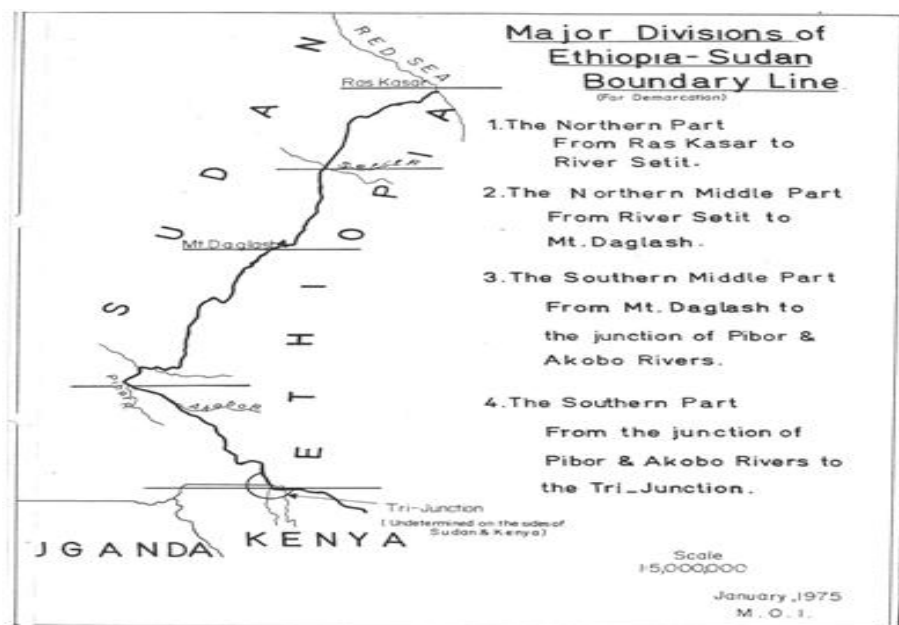 Major Divisions of
Ethiopia-Sudan
Boundary Line
(For Demarcation)
1.The Northern Part
From Ras Kasar to
River Setit.
2.The Northern Middle Part
From River Setit to
Mt.Daglash.
3.The Southern Middle Part
From Mt.Daglash to
the junction of Pibor &
Akobo Rivers.
4.The Southern Part
From the junction of
Pibor & Akobo Rivers to
the Tri-Junction.
Scale
1:5,000,000
January,1975
M.O.I.
RED SEA
Ras Kasar
SUDAN
Setit R
Mt.Daglash
ETHIOPIA
Pibor R
Akobo R
Tri-Junction
(Undetermined on the sides of
Sudan & Kenya)
UGANDA
KENYA